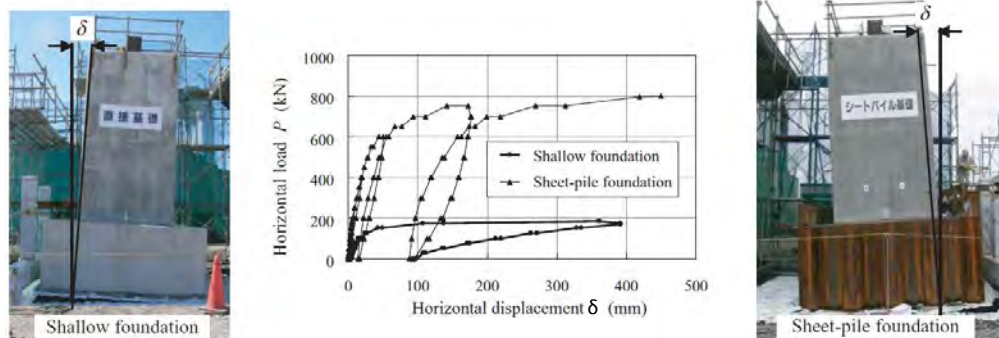 δ
直接基礎
Shallow foundation
Horizontal load P (kN)
1000
800
600
400
200
0
Shallow foundation
Sheet-pile foundation
0 100 200 300 400 500
Horizontal displacement δ (mm)
δ
シートパイル基礎
Sheet-pile foundation